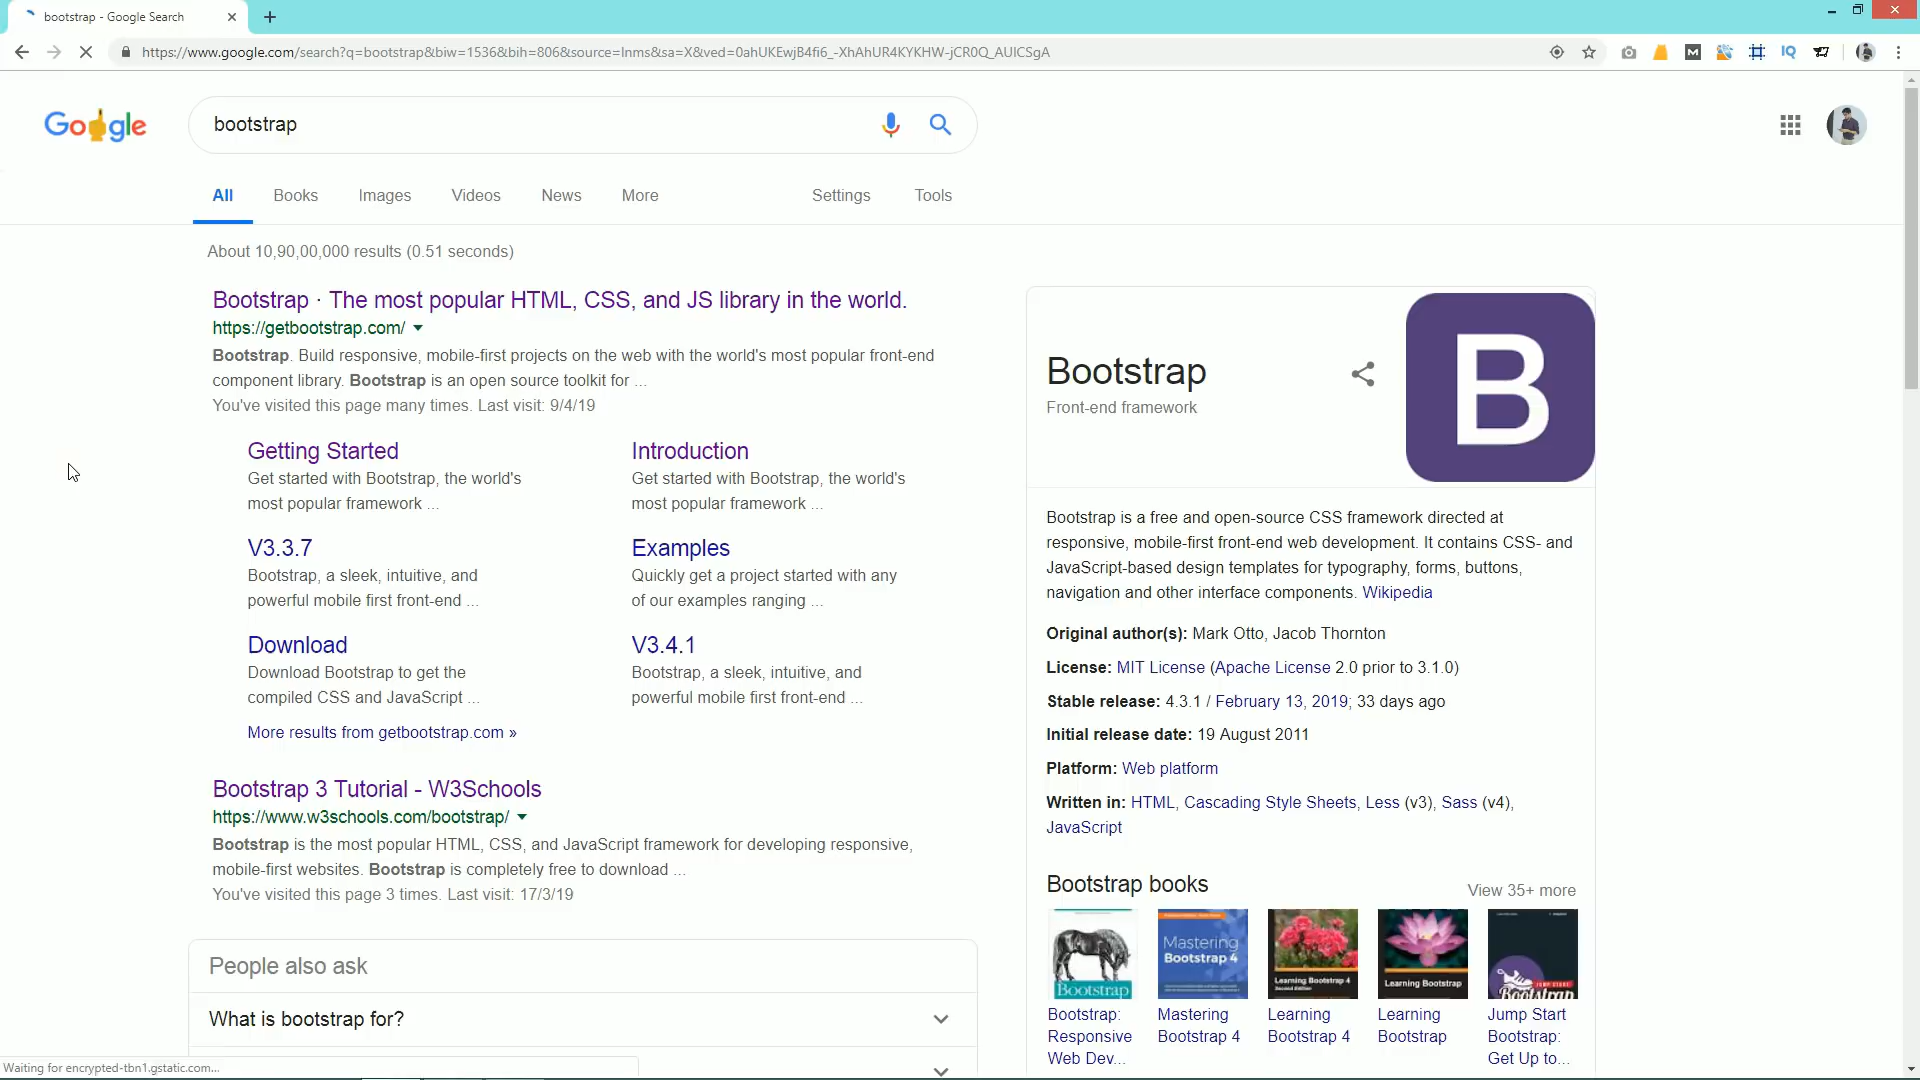 bootstrap - Google Search
https://www.google.com/search?q=bootstrap&biw=1536&bih=806&source=lnms&sa=X&ved=0ahUKEwjB4fi6_-XhAhUR4KYKHW-jCR0Q_AUICSgA
Google
bootstrap
All Books Images Videos News More Settings Tools
About 10,90,00,000 results (0.51 seconds)
Bootstrap · The most popular HTML, CSS, and JS library in the world.
https://getbootstrap.com/
Bootstrap. Build responsive, mobile-first projects on the web with the world's most popular front-end
component library. Bootstrap is an open source toolkit for ...
You've visited this page many times. Last visit: 9/4/19
Getting Started
Get started with Bootstrap, the world's
most popular framework ...
Introduction
Get started with Bootstrap, the world's
most popular framework ...
V3.3.7
Bootstrap, a sleek, intuitive, and
powerful mobile first front-end ...
Examples
Quickly get a project started with any
of our examples ranging ...
Download
Download Bootstrap to get the
compiled CSS and JavaScript ...
V3.4.1
Bootstrap, a sleek, intuitive, and
powerful mobile first front-end ...
More results from getbootstrap.com »
Bootstrap 3 Tutorial - W3Schools
https://www.w3schools.com/bootstrap/
Bootstrap is the most popular HTML, CSS, and JavaScript framework for developing responsive,
mobile-first websites. Bootstrap is completely free to download ...
You've visited this page 3 times. Last visit: 17/3/19
People also ask
What is bootstrap for?
Waiting for encrypted-tbn1.gstatic.com...
Bootstrap
Front-end framework
B
Bootstrap is a free and open-source CSS framework directed at
responsive, mobile-first front-end web development. It contains CSS- and
JavaScript-based design templates for typography, forms, buttons,
navigation and other interface components. Wikipedia
Original author(s): Mark Otto, Jacob Thornton
License: MIT License (Apache License 2.0 prior to 3.1.0)
Stable release: 4.3.1 / February 13, 2019; 33 days ago
Initial release date: 19 August 2011
Platform: Web platform
Written in: HTML, Cascading Style Sheets, Less (v3), Sass (v4),
JavaScript
Bootstrap books
View 35+ more
Bootstrap
Mastering
Bootstrap 4
Learning Bootstrap 4
Second Edition
Learning Bootstrap
JUMP START
Bootstrap
Bootstrap:
Responsive
Web Dev...
Mastering
Bootstrap 4
Learning
Bootstrap 4
Learning
Bootstrap
Jump Start
Bootstrap:
Get Up to...